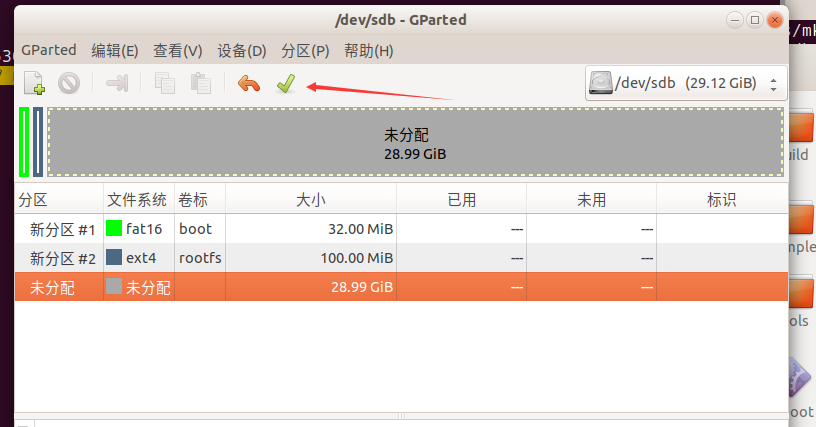 /dev/sdb - GParted
GParted 编辑(E) 查看(V) 设备(D) 分区(P) 帮助(H)
/dev/sdb (29.12 GiB)
未分配
28.99 GiB
分区 文件系统 卷标 大小 已用 未用 标识
新分区 #1 fat16 boot 32.00 MiB --- ---
新分区 #2 ext4 rootfs 100.00 MiB --- ---
未分配 未分配 28.99 GiB --- ---
/mk
uild
mple
ols
oot